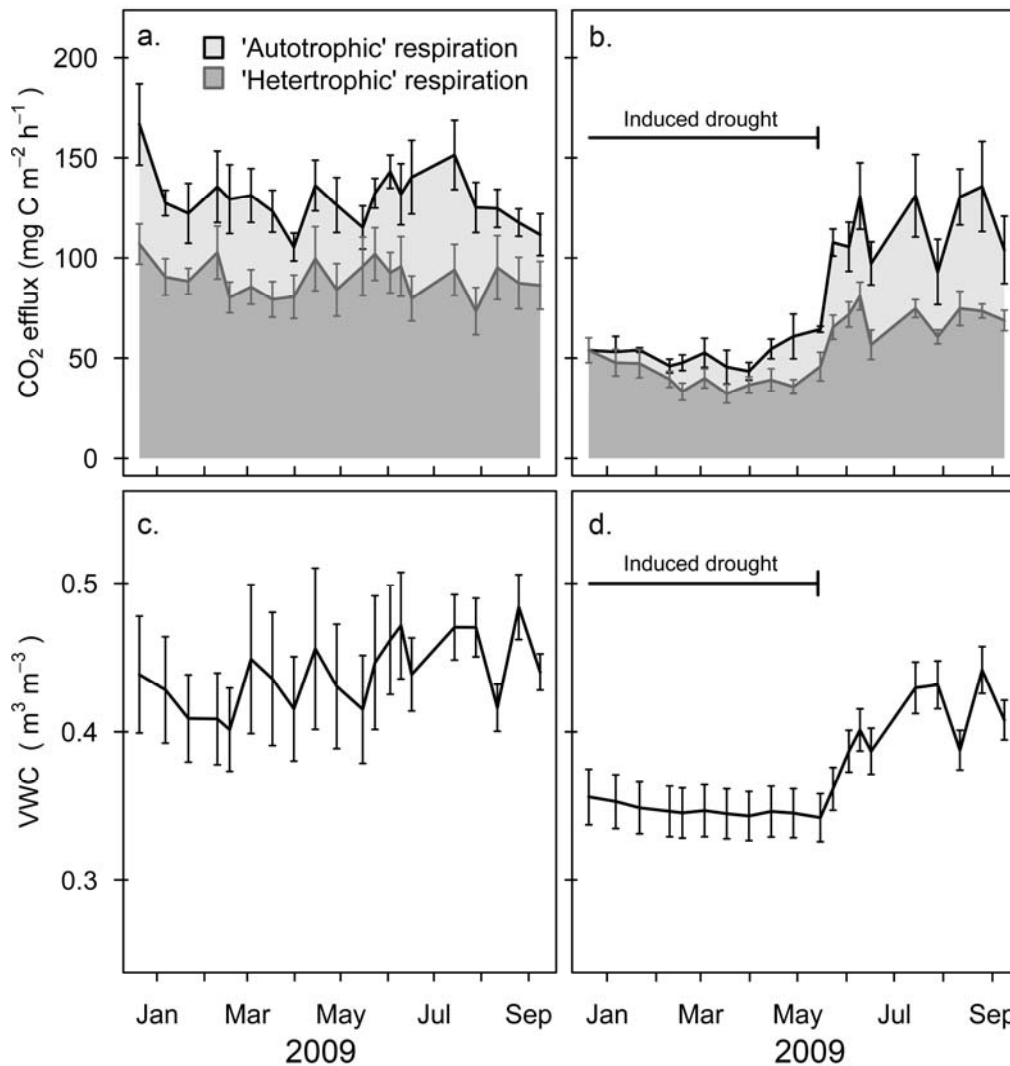 a.
'Autotrophic' respiration
'Hetertrophic' respiration
b.
Induced drought
200
150
100
50
0
CO₂ efflux (mg C m⁻² h⁻¹)
c.
d.
Induced drought
0.5
0.4
0.3
VWC ( m³ m⁻³)
Jan Mar May Jul Sep
2009
Jan Mar May Jul Sep
2009